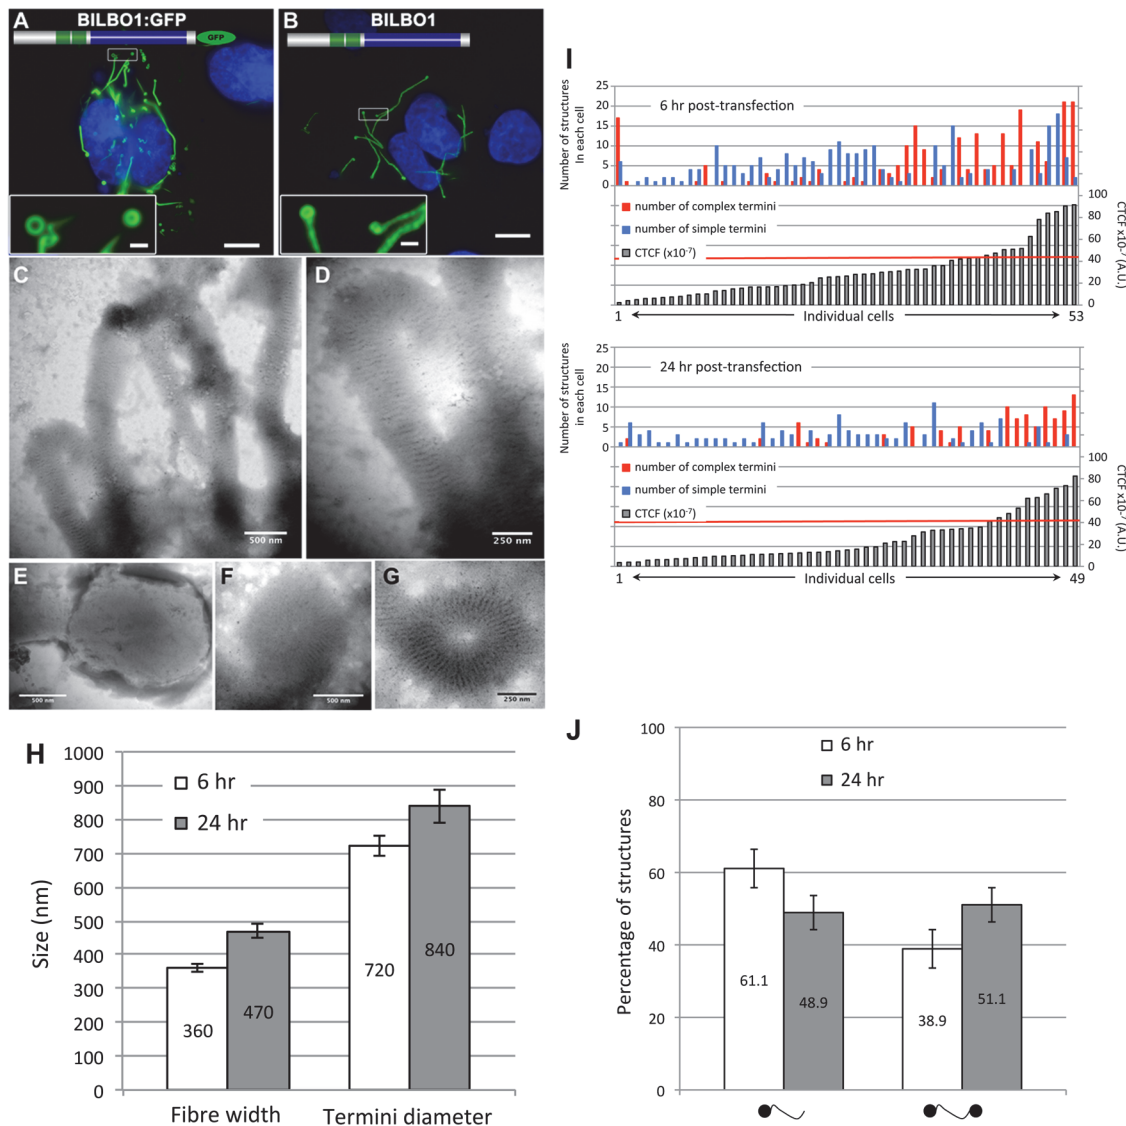 A
BILBO1:GFP
GFP
B
BILBO1
C
500 nm
D
250 nm
E
500 nm
F
500 nm
G
250 nm
H
1000
900
800
700
600
500
400
300
200
100
0
Size (nm)
6 hr
24 hr
360
470
720
840
Fibre width
Termini diameter
I
6 hr post-transfection
Number of structures
In each cell
25
20
15
10
5
0
number of complex termini
number of simple termini
CTCF (x10-7)
100
80
60
40
20
0
CTCF x10-7 (A.U.)
1
Individual cells
53
24 hr post-transfection
Number of structures
in each cell
25
20
15
10
5
0
number of complex termini
number of simple termini
CTCF (x10-7)
100
80
60
40
20
0
CTCF x10-7 (A.U.)
1
Individual cells
49
J
100
80
60
40
20
0
Percentage of structures
6 hr
24 hr
61.1
48.9
38.9
51.1